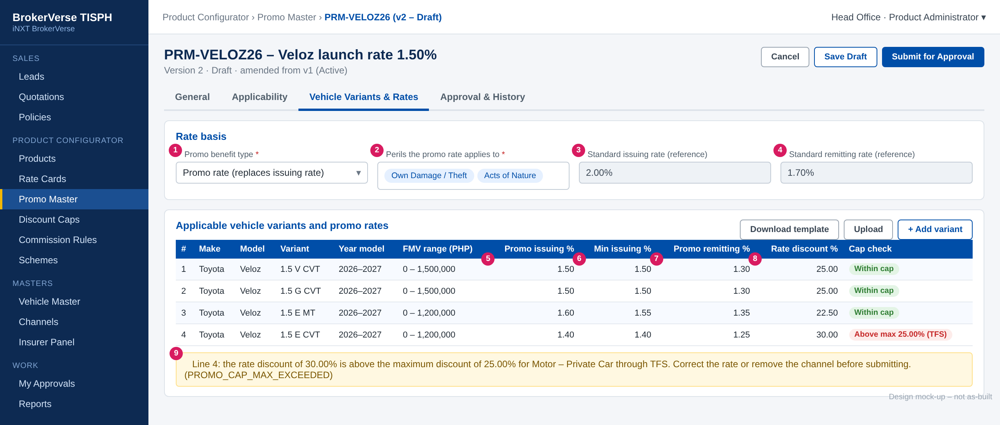 BrokerVerse TISPH
iNXT BrokerVerse
SALES
Leads
Quotations
Policies
PRODUCT CONFIGURATOR
Products
Rate Cards
Promo Master
Discount Caps
Commission Rules
Schemes
MASTERS
Vehicle Master
Channels
Insurer Panel
WORK
My Approvals
Reports
Product Configurator › Promo Master › PRM-VELOZ26 (v2 – Draft)
Head Office · Product Administrator ▾
PRM-VELOZ26 – Veloz launch rate 1.50%
Version 2 · Draft · amended from v1 (Active)
Cancel Save Draft Submit for Approval
General Applicability Vehicle Variants & Rates Approval & History
Rate basis
1 Promo benefit type * 2 Perils the promo rate applies to * 3 Standard issuing rate (reference) 4 Standard remitting rate (reference)
Promo rate (replaces issuing rate) ▾ Own Damage / Theft Acts of Nature 2.00% 1.70%
Applicable vehicle variants and promo rates
Download template Upload + Add variant
# Make Model Variant Year model FMV range (PHP) Promo issuing % Min issuing % Promo remitting % Rate discount % Cap check
5 6 7 8
1 Toyota Veloz 1.5 V CVT 2026–2027 0 – 1,500,000 1.50 1.50 1.30 25.00 Within cap
2 Toyota Veloz 1.5 G CVT 2026–2027 0 – 1,500,000 1.50 1.50 1.30 25.00 Within cap
3 Toyota Veloz 1.5 E MT 2026–2027 0 – 1,200,000 1.60 1.55 1.35 22.50 Within cap
4 Toyota Veloz 1.5 E CVT 2026–2027 0 – 1,200,000 1.40 1.40 1.25 30.00 Above max 25.00% (TFS)
9 Line 4: the rate discount of 30.00% is above the maximum discount of 25.00% for Motor – Private Car through TFS. Correct the rate or remove the channel before submitting.
(PROMO_CAP_MAX_EXCEEDED)
Design mock-up – not as-built